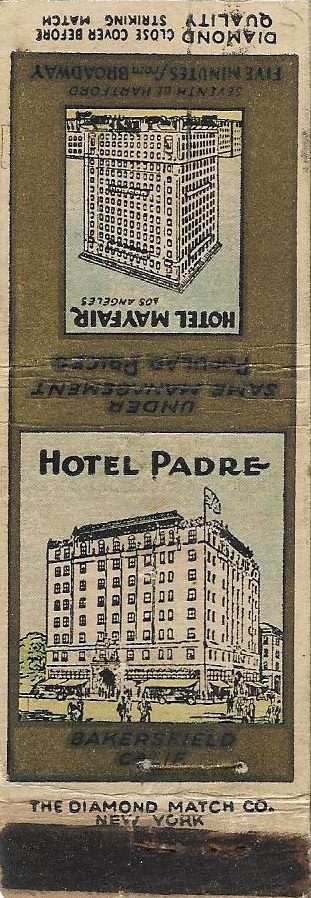 DIAMOND QUALITY
CLOSE COVER BEFORE STRIKING MATCH
HOTEL MAYFAIR
LOS ANGELES
SEVENTH at HARTFORD
FIVE MINUTES from BROADWAY
UNDER
SAME MANAGEMENT
POPULAR PRICES
HOTEL PADRE
BAKERSFIELD
CALIF.
THE DIAMOND MATCH CO.
NEW YORK